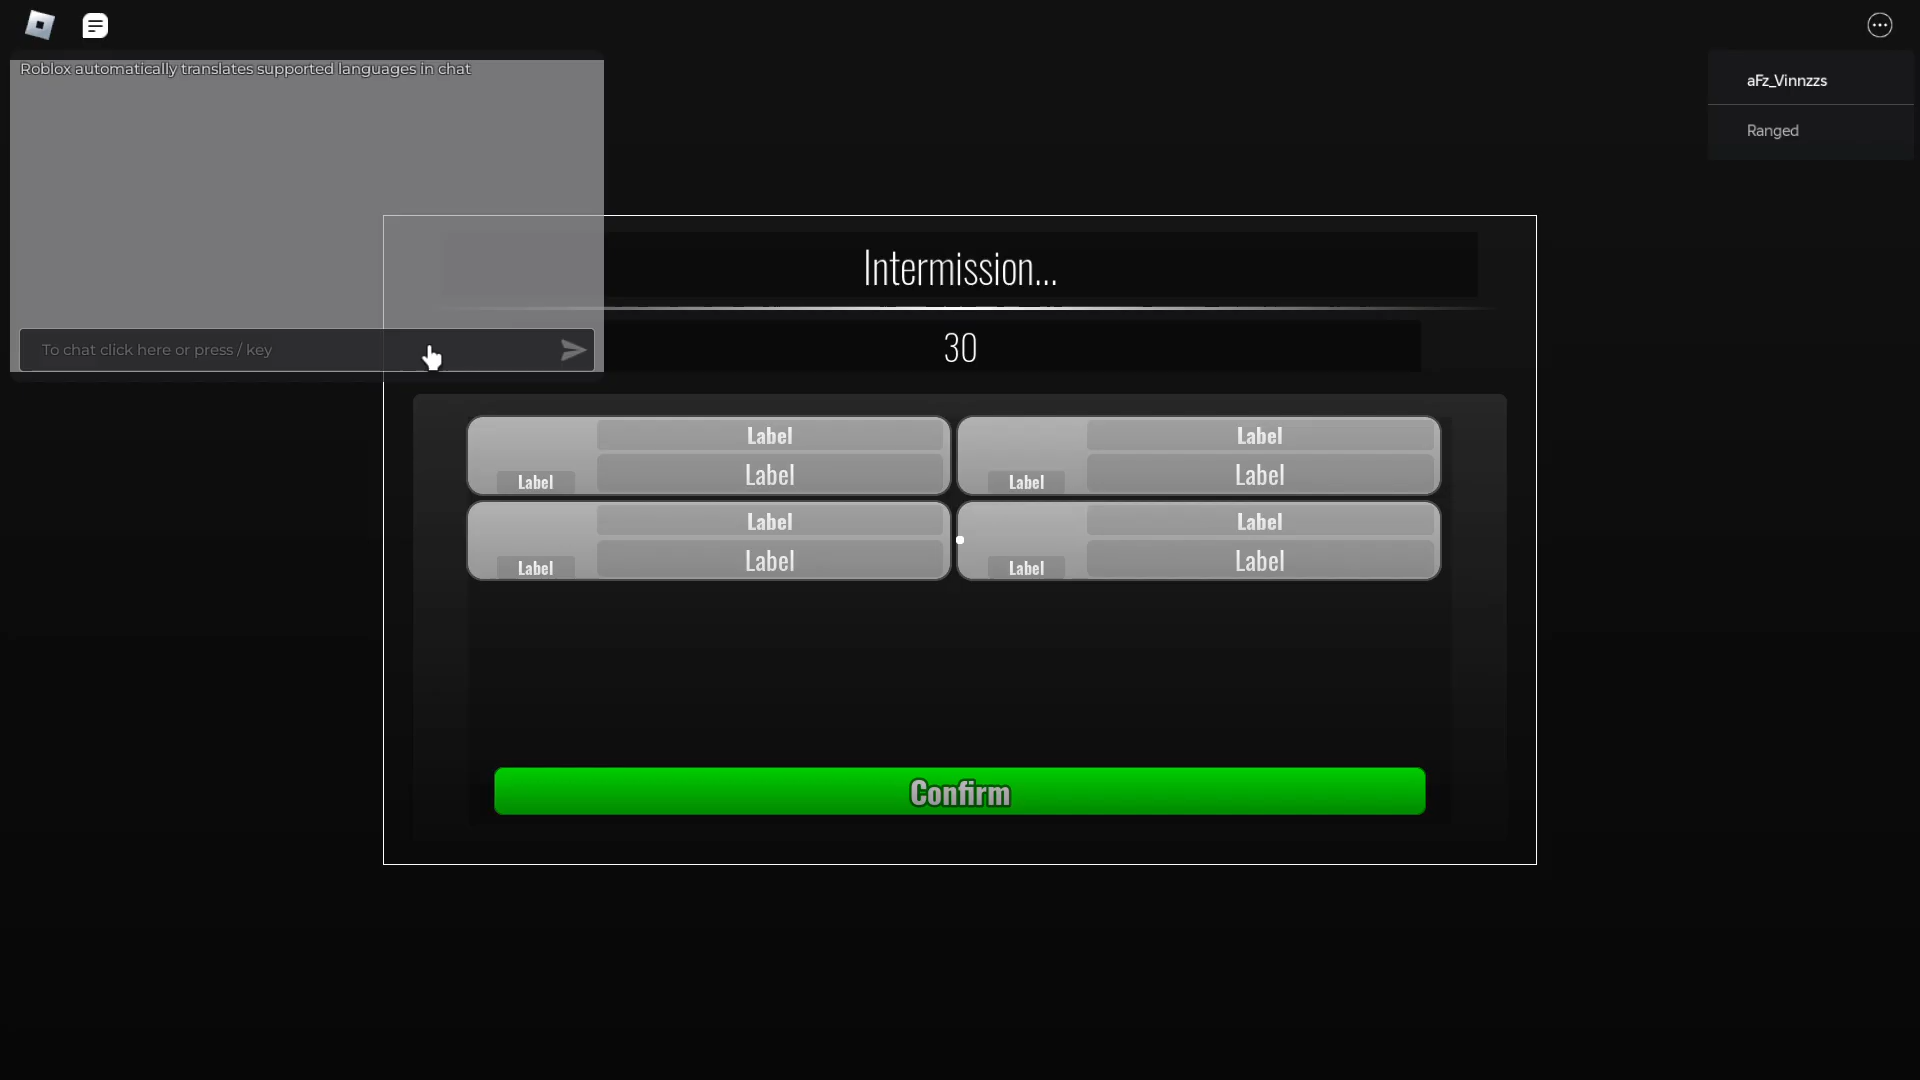 Roblox automatically translates supported languages in chat
aFz_Vinnzzs
Ranged
Intermission...
To chat click here or press / key
30
Label
Label
Label
Label
Label
Label
Label
Label
Label
Label
Label
Label
Confirm